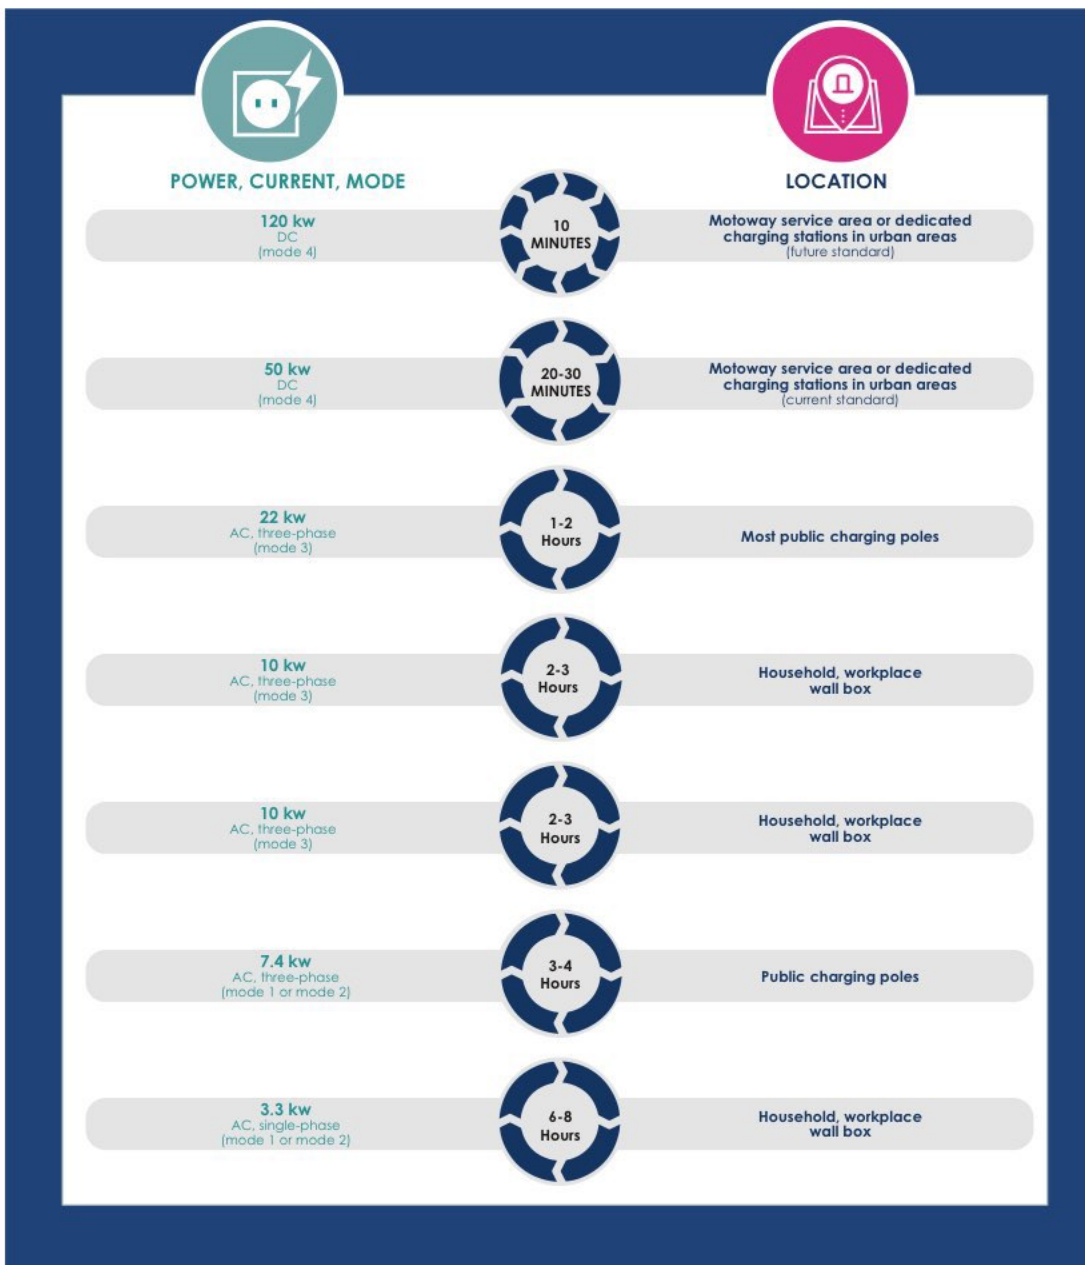 POWER, CURRENT, MODE
LOCATION
120 kw
DC
(mode 4)
10
MINUTES
Motoway service area or dedicated
charging stations in urban areas
(future standard)
50 kw
DC
(mode 4)
20-30
MINUTES
Motoway service area or dedicated
charging stations in urban areas
(current standard)
22 kw
AC, three-phase
(mode 3)
1-2
Hours
Most public charging poles
10 kw
AC, three-phase
(mode 3)
2-3
Hours
Household, workplace
wall box
10 kw
AC, three-phase
(mode 3)
2-3
Hours
Household, workplace
wall box
7.4 kw
AC, three-phase
(mode 1 or mode 2)
3-4
Hours
Public charging poles
3.3 kw
AC, single-phase
(mode 1 or mode 2)
6-8
Hours
Household, workplace
wall box